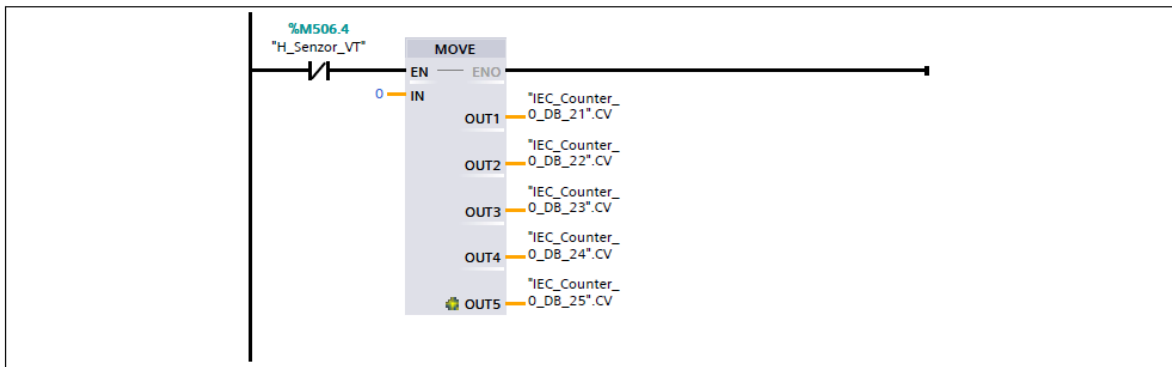 %M506.4
"H_Senzor_VT"
MOVE
EN
ENO
0
IN
OUT1
"IEC_Counter_
0_DB_21".CV
OUT2
"IEC_Counter_
0_DB_22".CV
OUT3
"IEC_Counter_
0_DB_23".CV
OUT4
"IEC_Counter_
0_DB_24".CV
OUT5
"IEC_Counter_
0_DB_25".CV